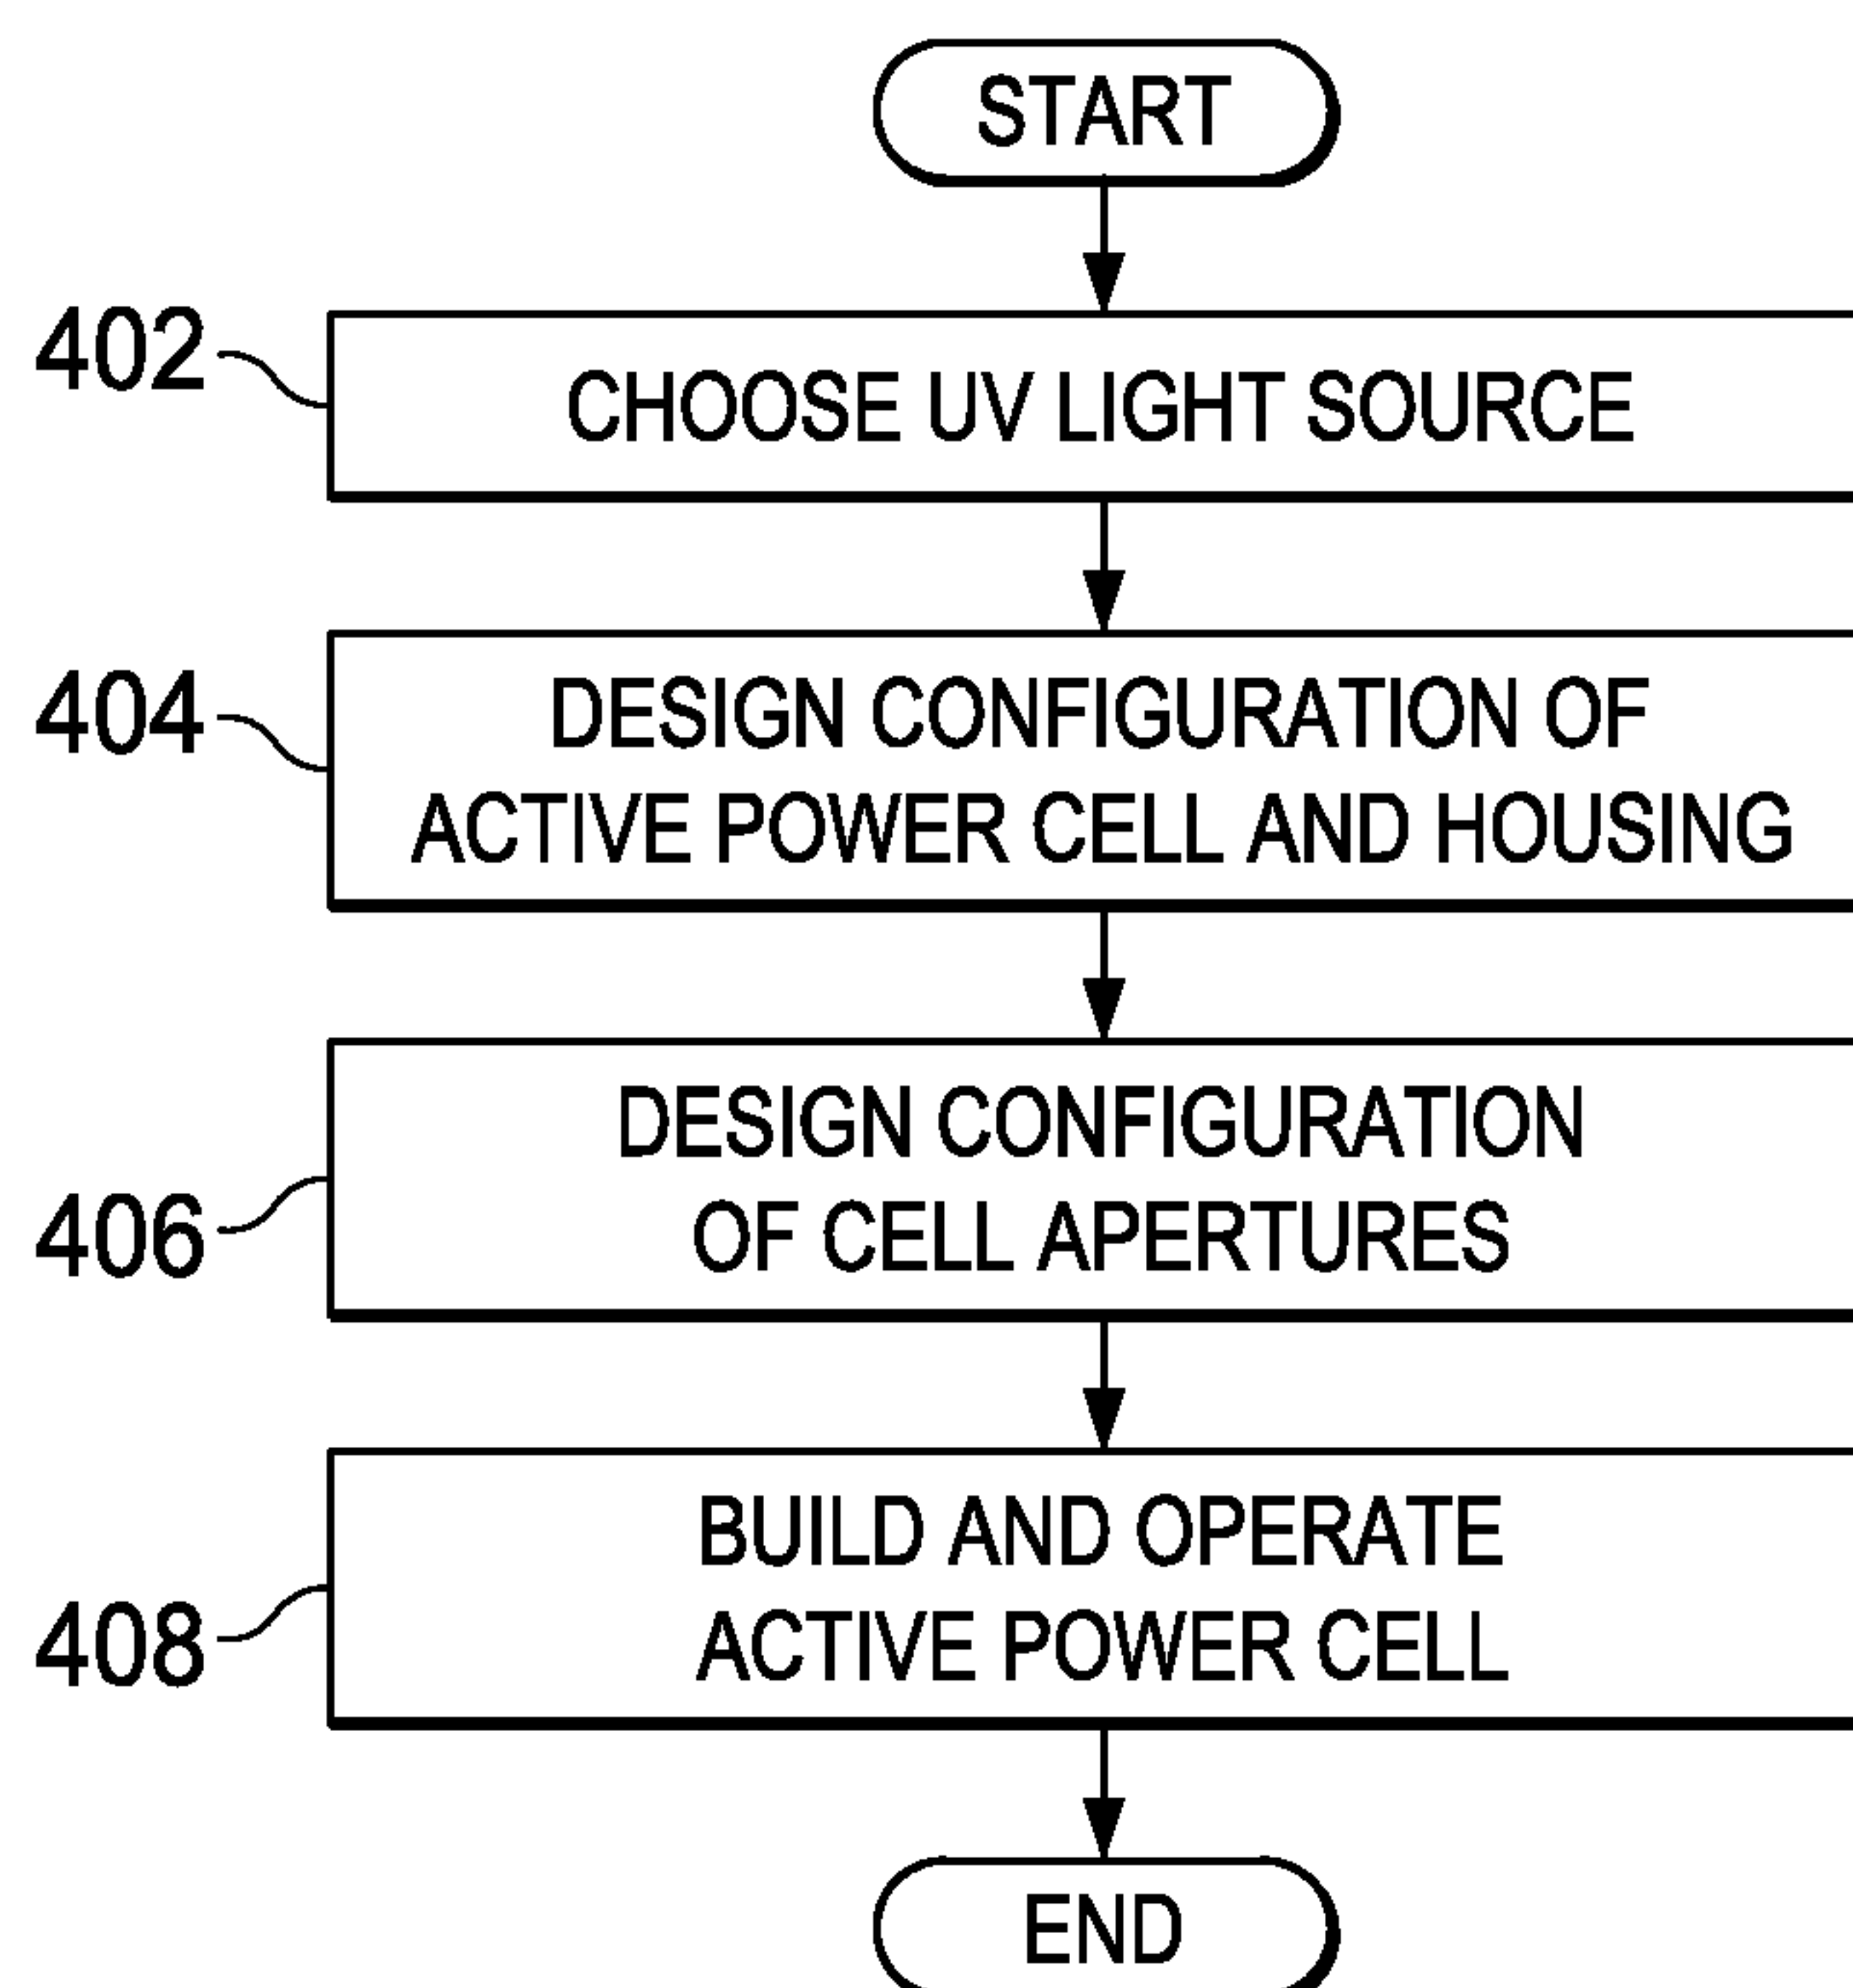 START
402
CHOOSE UV LIGHT SOURCE
404
DESIGN CONFIGURATION OF
ACTIVE POWER CELL AND HOUSING
406
DESIGN CONFIGURATION
OF CELL APERTURES
408
BUILD AND OPERATE
ACTIVE POWER CELL
END